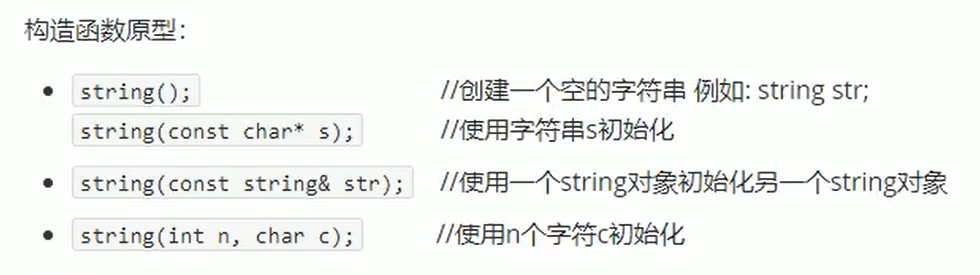 构造函数原型：
• string(); //创建一个空的字符串 例如: string str;
string(const char* s); //使用字符串s初始化
• string(const string& str); //使用一个string对象初始化另一个string对象
• string(int n, char c); //使用n个字符c初始化